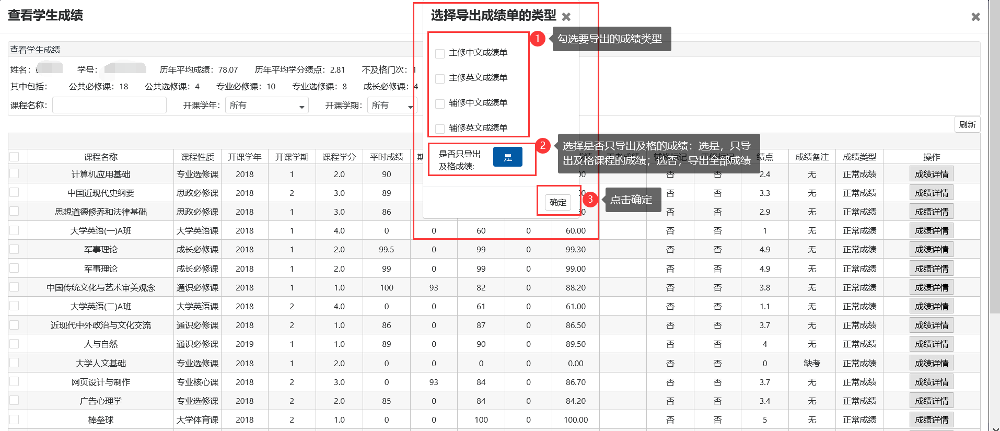 查看学生成绩
选择导出成绩单的类型
1 勾选要导出的成绩类型
查看学生成绩
主修中文成绩单
主修英文成绩单
辅修中文成绩单
辅修英文成绩单
姓名： 学号： 历年平均成绩：78.07 历年平均学分绩点：2.81 不及格门次：1
其中包括： 公共必修课：18 公共选修课：4 专业必修课：10 专业选修课：8 成长必修课：4
课程名称： 开课学年： 所有 开课学期： 所有
刷新
是否只导出及格成绩: 是
2 选择是否只导出及格的成绩：选是，只导
出及格课程的成绩；选否，导出全部成绩
确定
3 点击确定
课程名称 课程性质 开课学年 开课学期 课程学分 平时成绩 绩点 成绩备注 成绩类型 操作
计算机应用基础 专业选修课 2018 1 2.0 90 否 否 2.4 无 正常成绩 成绩详情
中国近现代史纲要 思政必修课 2018 2 3.0 89 否 否 3.3 无 正常成绩 成绩详情
思想道德修养和法律基础 思政必修课 2018 1 3.0 86 否 否 2.9 无 正常成绩 成绩详情
大学英语(一)A班 大学英语课 2018 1 4.0 0 0 60 0 60.00 否 否 1 无 正常成绩 成绩详情
军事理论 成长必修课 2018 1 2.0 99.5 0 99 0 99.30 否 否 4.9 无 正常成绩 成绩详情
军事理论 成长必修课 2018 1 2.0 99 0 99 0 99.00 否 否 4.9 无 正常成绩 成绩详情
中国传统文化与艺术审美观念 通识必修课 2018 1 1.0 100 93 82 0 88.20 否 否 3.8 无 正常成绩 成绩详情
大学英语(二)A班 大学英语课 2018 2 4.0 0 0 61 0 61.00 否 否 1.1 无 正常成绩 成绩详情
近现代中外政治与文化交流 通识必修课 2018 2 1.0 86 0 87 0 86.50 否 否 3.7 无 正常成绩 成绩详情
人与自然 通识必修课 2019 1 1.0 89 0 90 0 89.50 否 否 4 无 正常成绩 成绩详情
大学人文基础 专业选修课 2018 1 2.0 0 0 0 0 0.00 否 否 0 缺考 正常成绩 成绩详情
网页设计与制作 专业核心课 2018 2 3.0 0 93 84 0 86.70 否 否 3.7 无 正常成绩 成绩详情
广告心理学 专业选修课 2018 2 2.0 85 0 84 0 84.20 否 否 3.4 无 正常成绩 成绩详情
棒垒球 大学体育课 2018 2 1.0 0 0 100 0 100.00 否 否 5 无 正常成绩 成绩详情